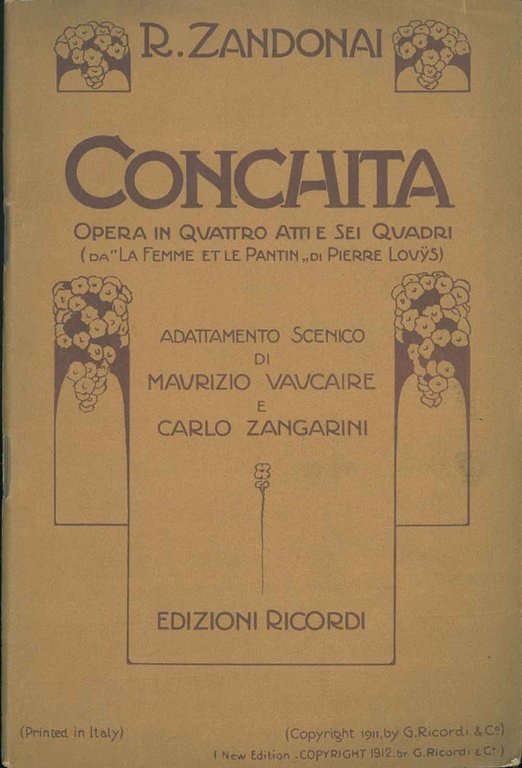 R. ZANDONAI
CONCHITA
OPERA IN QUATTRO ATTI E SEI QUADRI
(DA "LA FEMME ET LE PANTIN„ DI PIERRE LOUŸS)
ADATTAMENTO SCENICO
DI
MAURIZIO VAUCAIRE
E
CARLO ZANGARINI
EDIZIONI RICORDI
(Printed in Italy)
(Copyright 1911, by G. Ricordi & Co)
(New Edition - COPYRIGHT 1912. by G. Ricordi & Co)